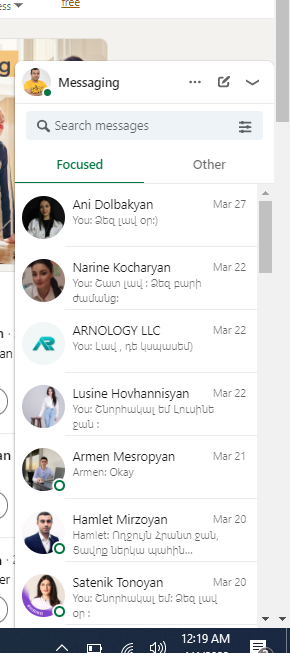 ess
free
Messaging
Search messages
Focused
Other
Ani Dolbakyan Mar 27
You: Ձեզ լավ օր:)
Narine Kocharyan Mar 22
You: Շատ լավ : Ձեզ բարի
ժամանց:
ARNOLOGY LLC Mar 22
You: Լավ , դե կսպասեմ)
Lusine Hovhannisyan Mar 22
You: Շնորհակալ եմ Լուսինե
ջան :
Armen Mesropyan Mar 21
Armen: Okay
Hamlet Mirzoyan Mar 20
Hamlet: Ողջույն Հրանտ ջան,
Ցավոք ներկա պահին...
Satenik Tonoyan Mar 20
You: Շնորհակալ եմ: Ձեզ լավ
օր :
12:19 AM